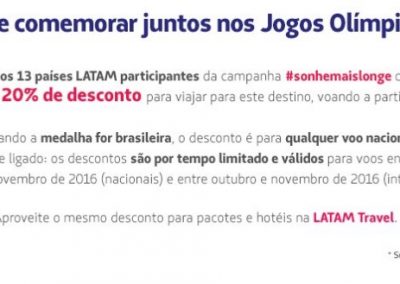 e comemorar juntos nos Jogos Olímpi
os 13 países LATAM participantes da campanha #sonhemaislonge
20% de desconto para viajar para este destino, voando a parti
ando a medalha for brasileira, o desconto é para qualquer voo nacion
e ligado: os descontos são por tempo limitado e válidos para voos en
ovembro de 2016 (nacionais) e entre outubro e novembro de 2016 (int
Aproveite o mesmo desconto para pacotes e hotéis na LATAM Travel.
* S